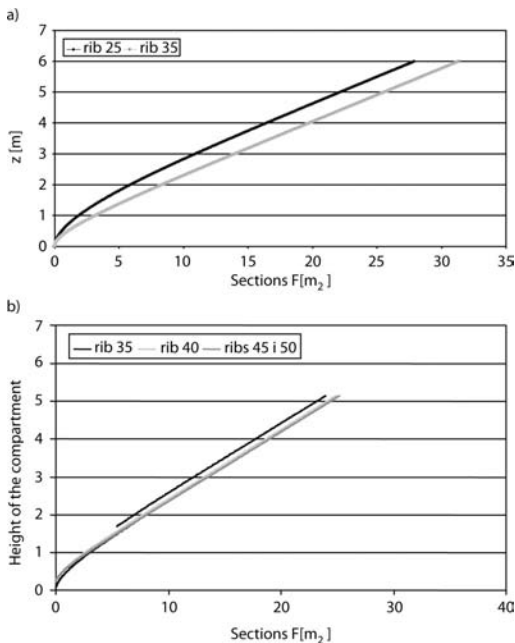 a)
rib 25 rib 35
7
6
5
4
3
2
1
0
z [m]
0 5 10 15 20 25 30 35
Sections F[m2]
b)
rib 35 rib 40 ribs 45 i 50
7
6
5
4
3
2
1
0
Height of the compartment
0 10 20 30 40
Sections F[m2]